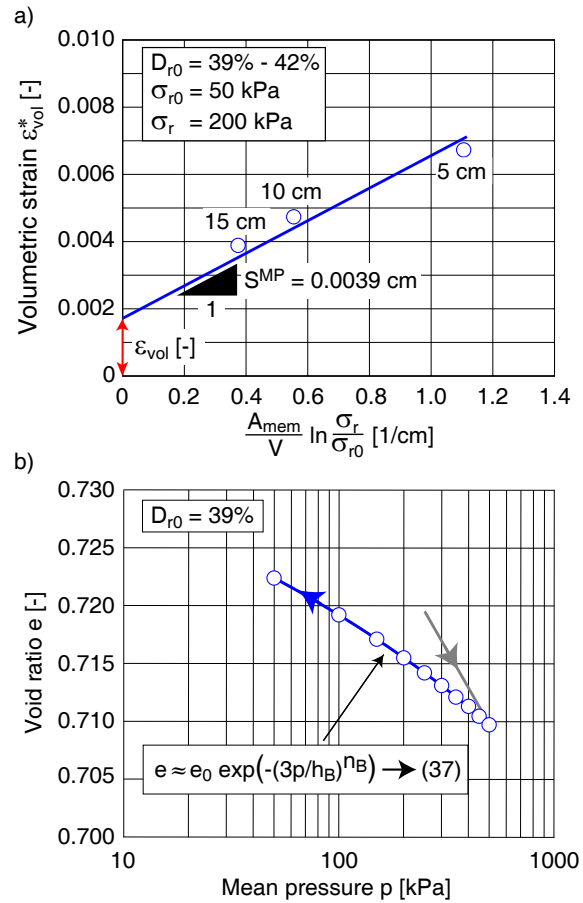 a)
0.010
0.008
0.006
0.004
0.002
0
Volumetric strain ε*vol [-]
Dr0 = 39% - 42%
σr0 = 50 kPa
σr = 200 kPa
5 cm
10 cm
15 cm
SMP = 0.0039 cm
1
εvol [-]
0 0.2 0.4 0.6 0.8 1.0 1.2 1.4
Amem/V ln σr/σr0 [1/cm]
b)
0.730
0.725
0.720
0.715
0.710
0.705
0.700
Void ratio e [-]
Dr0 = 39%
e ≈ e0 exp(-(3p/hB)nB) → (37)
10 100 1000
Mean pressure p [kPa]